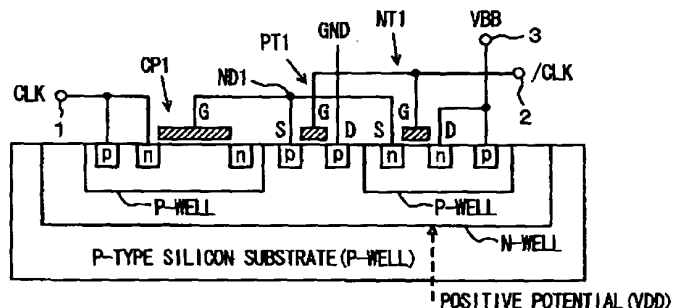 GND NT1 VBB
3
PT1
CP1 ND1
CLK /CLK
1 G S G D S G D 2
p n n p p n n p
P-WELL P-WELL
N-WELL
P-TYPE SILICON SUBSTRATE(P-WELL)
POSITIVE POTENTIAL(VDD)